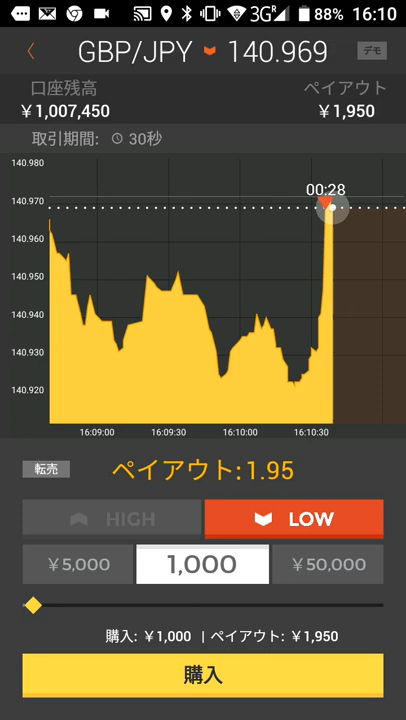 3G R 88% 16:10
GBP/JPY 140.969 デモ
口座残高 ペイアウト
￥1,007,450 ￥1,950
取引期間: 30秒
140.980
00:28
140.970
140.960
140.950
140.940
140.930
140.920
16:09:00 16:09:30 16:10:00 16:10:30
転売 ペイアウト:1.95
HIGH LOW
￥5,000 1,000 ￥50,000
購入: ￥1,000 | ペイアウト: ￥1,950
購入